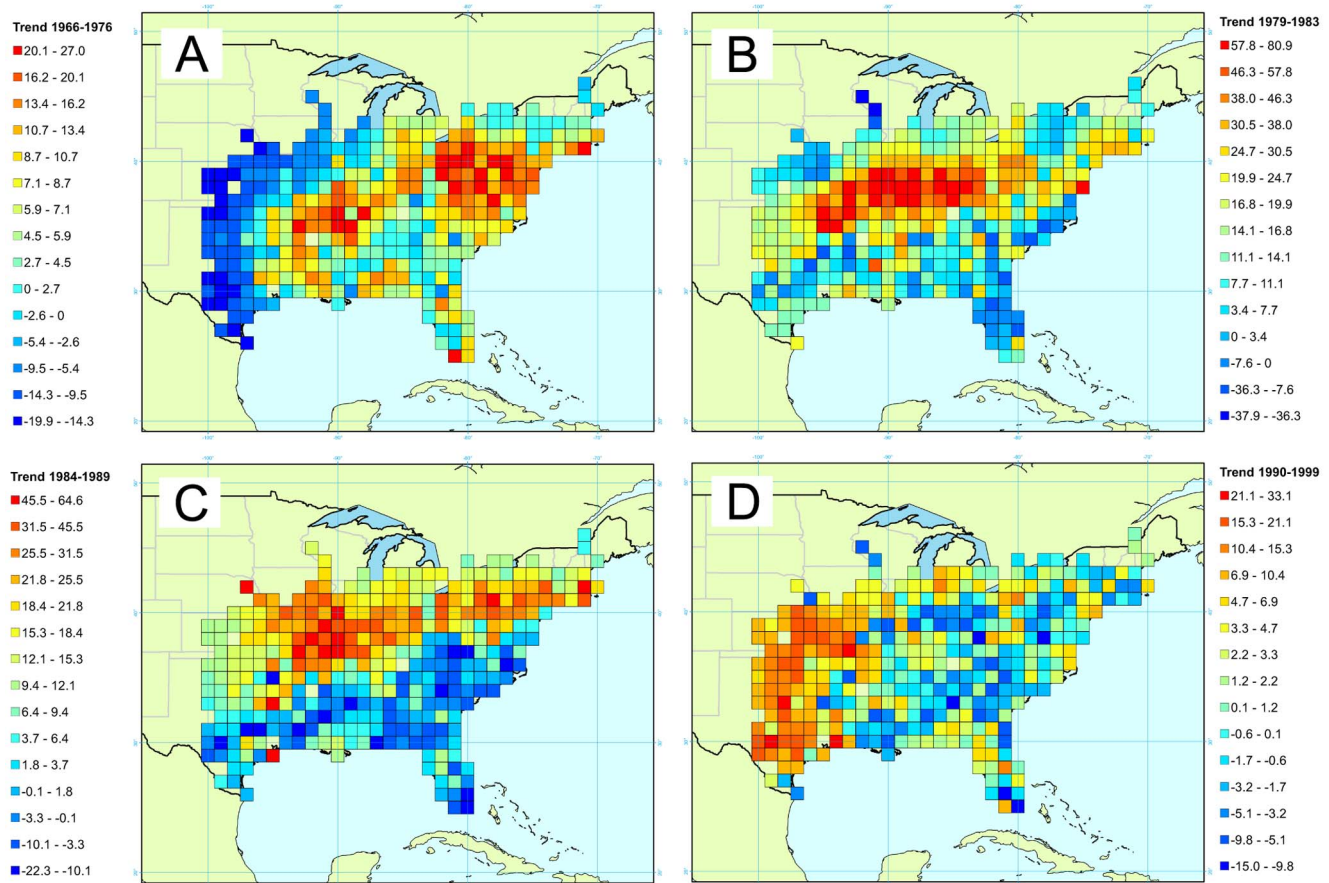 Trend 1966-1976
20.1 - 27.0
16.2 - 20.1
13.4 - 16.2
10.7 - 13.4
8.7 - 10.7
7.1 - 8.7
5.9 - 7.1
4.5 - 5.9
2.7 - 4.5
0 - 2.7
-2.6 - 0
-5.4 - -2.6
-9.5 - -5.4
-14.3 - -9.5
-19.9 - -14.3
A
B
Trend 1979-1983
57.8 - 80.9
46.3 - 57.8
38.0 - 46.3
30.5 - 38.0
24.7 - 30.5
19.9 - 24.7
16.8 - 19.9
14.1 - 16.8
11.1 - 14.1
7.7 - 11.1
3.4 - 7.7
0 - 3.4
-7.6 - 0
-36.3 - -7.6
-37.9 - -36.3
Trend 1984-1989
45.5 - 64.6
31.5 - 45.5
25.5 - 31.5
21.8 - 25.5
18.4 - 21.8
15.3 - 18.4
12.1 - 15.3
9.4 - 12.1
6.4 - 9.4
3.7 - 6.4
1.8 - 3.7
-0.1 - 1.8
-3.3 - -0.1
-10.1 - -3.3
-22.3 - -10.1
C
D
Trend 1990-1999
21.1 - 33.1
15.3 - 21.1
10.4 - 15.3
6.9 - 10.4
4.7 - 6.9
3.3 - 4.7
2.2 - 3.3
1.2 - 2.2
0.1 - 1.2
-0.6 - 0.1
-1.7 - -0.6
-3.2 - -1.7
-5.1 - -3.2
-9.8 - -5.1
-15.0 - -9.8